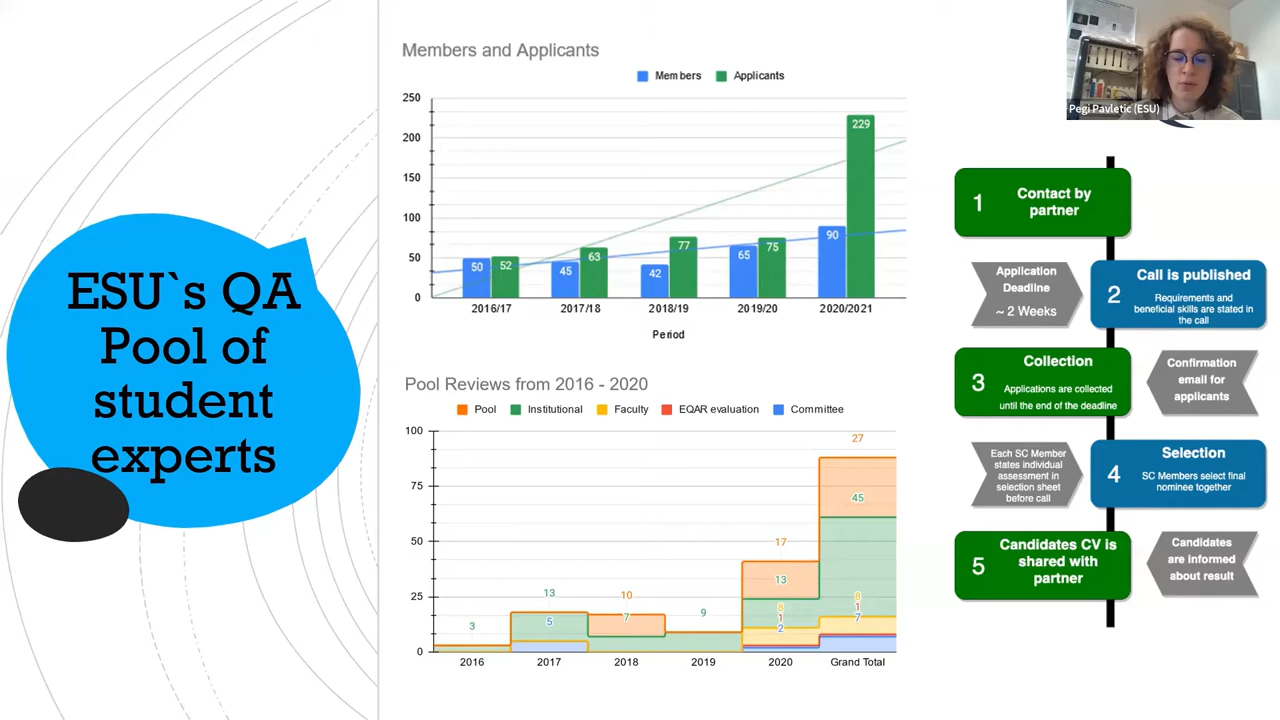 ESU`s QA
Pool of
student
experts
Members and Applicants
Members Applicants
250
200
150
100
50
0
50 52 45 63 42 77 65 75 90 229
2016/17 2017/18 2018/19 2019/20 2020/2021
Period
Pool Reviews from 2016 - 2020
Pool Institutional Faculty EQAR evaluation Committee
100
75
50
25
0
3
13
5
10
7
9
17
13
8
1
2
27
45
8
1
7
2016 2017 2018 2019 2020 Grand Total
Pegi Pavletic (ESU)
1
Contact by
partner
Application
Deadline
~ 2 Weeks
2
Call is published
Requirements and
beneficial skills are stated in
the call
3
Collection
Applications are collected
until the end of the deadline
Confirmation
email for
applicants
Each SC Member
states individual
assessment in
selection sheet
before call
4
Selection
SC Members select final
nominee together
5
Candidates CV is
shared with
partner
Candidates
are informed
about result